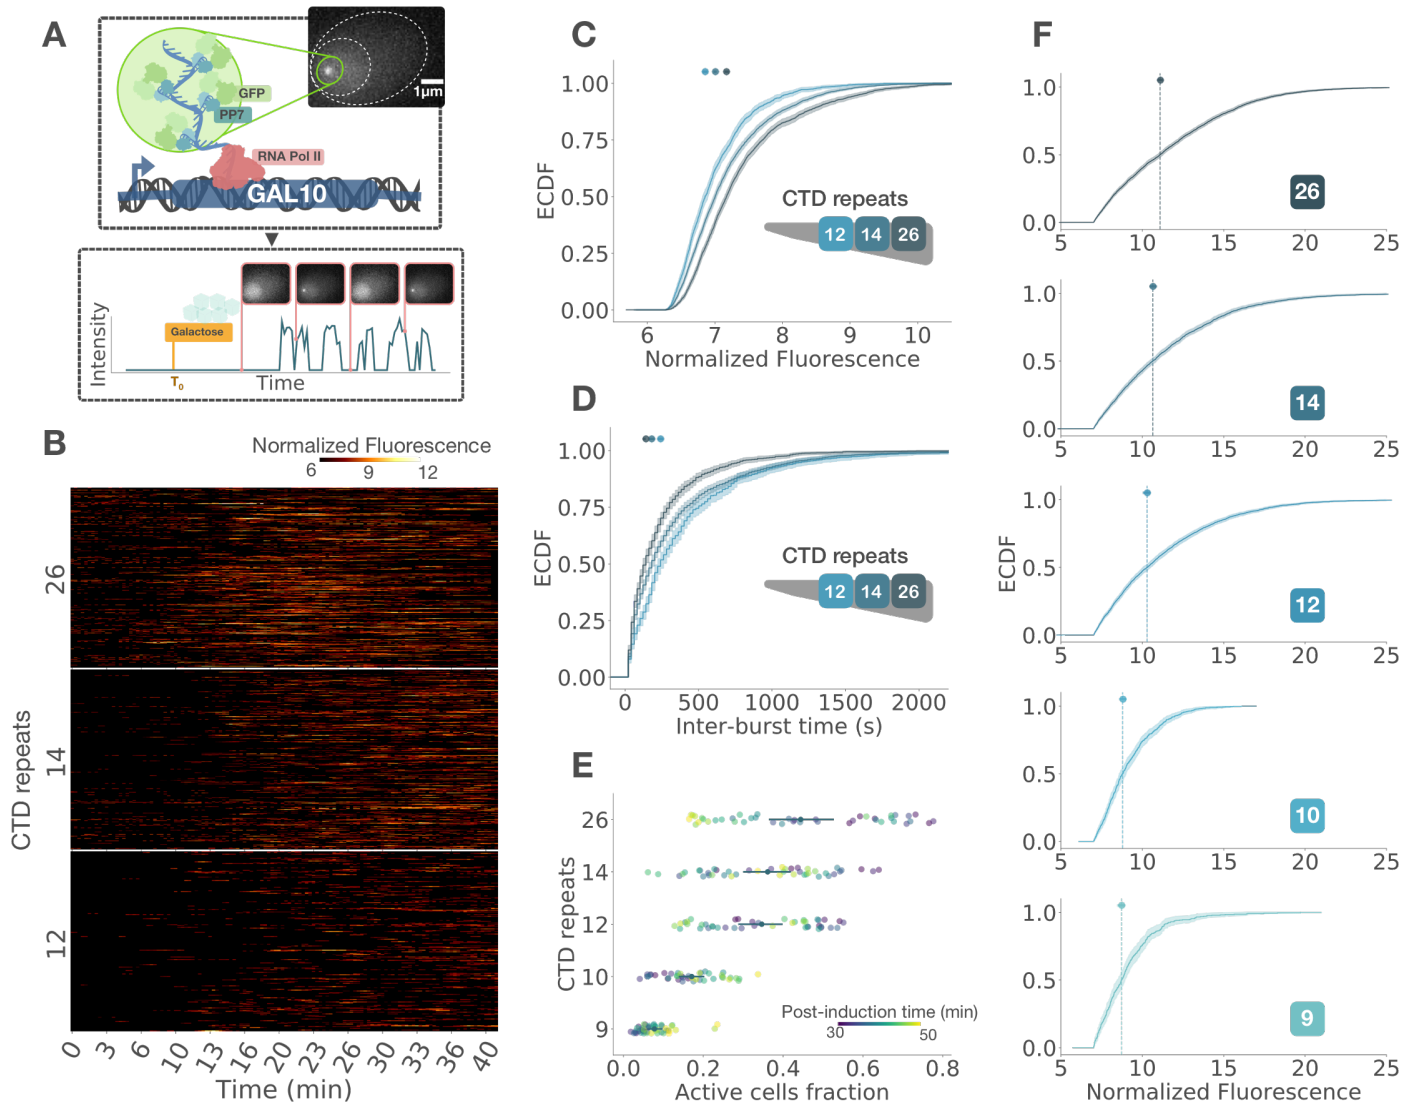 A
GFP
PP7
1μm
RNA Pol II
GAL10
Intensity
Galactose
T0
Time
B
Normalized Fluorescence
6 9 12
CTD repeats
26
14
12
0 3 6 10 13 16 20 23 26 30 33 36 40
Time (min)
C
ECDF
1.00
0.75
0.50
0.25
0.00
CTD repeats
12 14 26
6 7 8 9 10
Normalized Fluorescence
D
ECDF
1.00
0.75
0.50
0.25
0.00
CTD repeats
12 14 26
0 500 1000 1500 2000
Inter-burst time (s)
E
CTD repeats
26
14
12
10
9
Post-induction time (min)
30 50
0.0 0.2 0.4 0.6 0.8
Active cells fraction
F
1.0
0.5
0.0
26
5 10 15 20 25
1.0
0.5
0.0
14
5 10 15 20 25
ECDF
1.0
0.5
0.0
12
5 10 15 20 25
1.0
0.5
0.0
10
5 10 15 20 25
1.0
0.5
0.0
9
5 10 15 20 25
Normalized Fluorescence